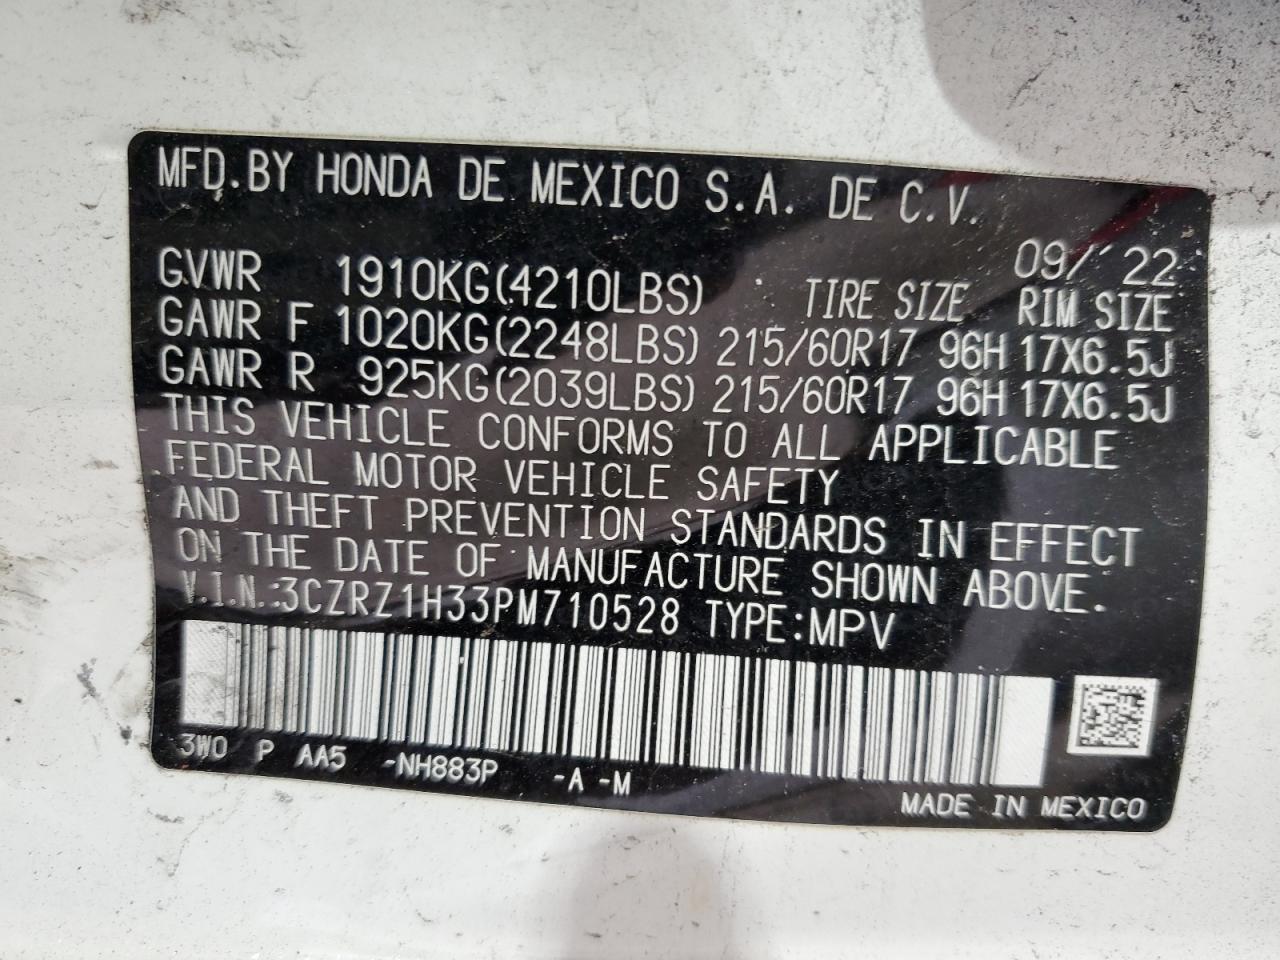 MFD.BY HONDA DE MEXICO S.A. DE C.V.
09/ 22
GVWR 1910KG(4210LBS) TIRE SIZE RIM SIZE
GAWR F 1020KG(2248LBS) 215/60R17 96H 17X6.5J
GAWR R 925KG(2039LBS) 215/60R17 96H 17X6.5J
THIS VEHICLE CONFORMS TO ALL APPLICABLE
FEDERAL MOTOR VEHICLE SAFETY
AND THEFT PREVENTION STANDARDS IN EFFECT
ON THE DATE OF MANUFACTURE SHOWN ABOVE.
V.I.N.:3CZRZ1H33PM710528 TYPE:MPV
3W0 P AA5 -NH883P -A -M
MADE IN MEXICO